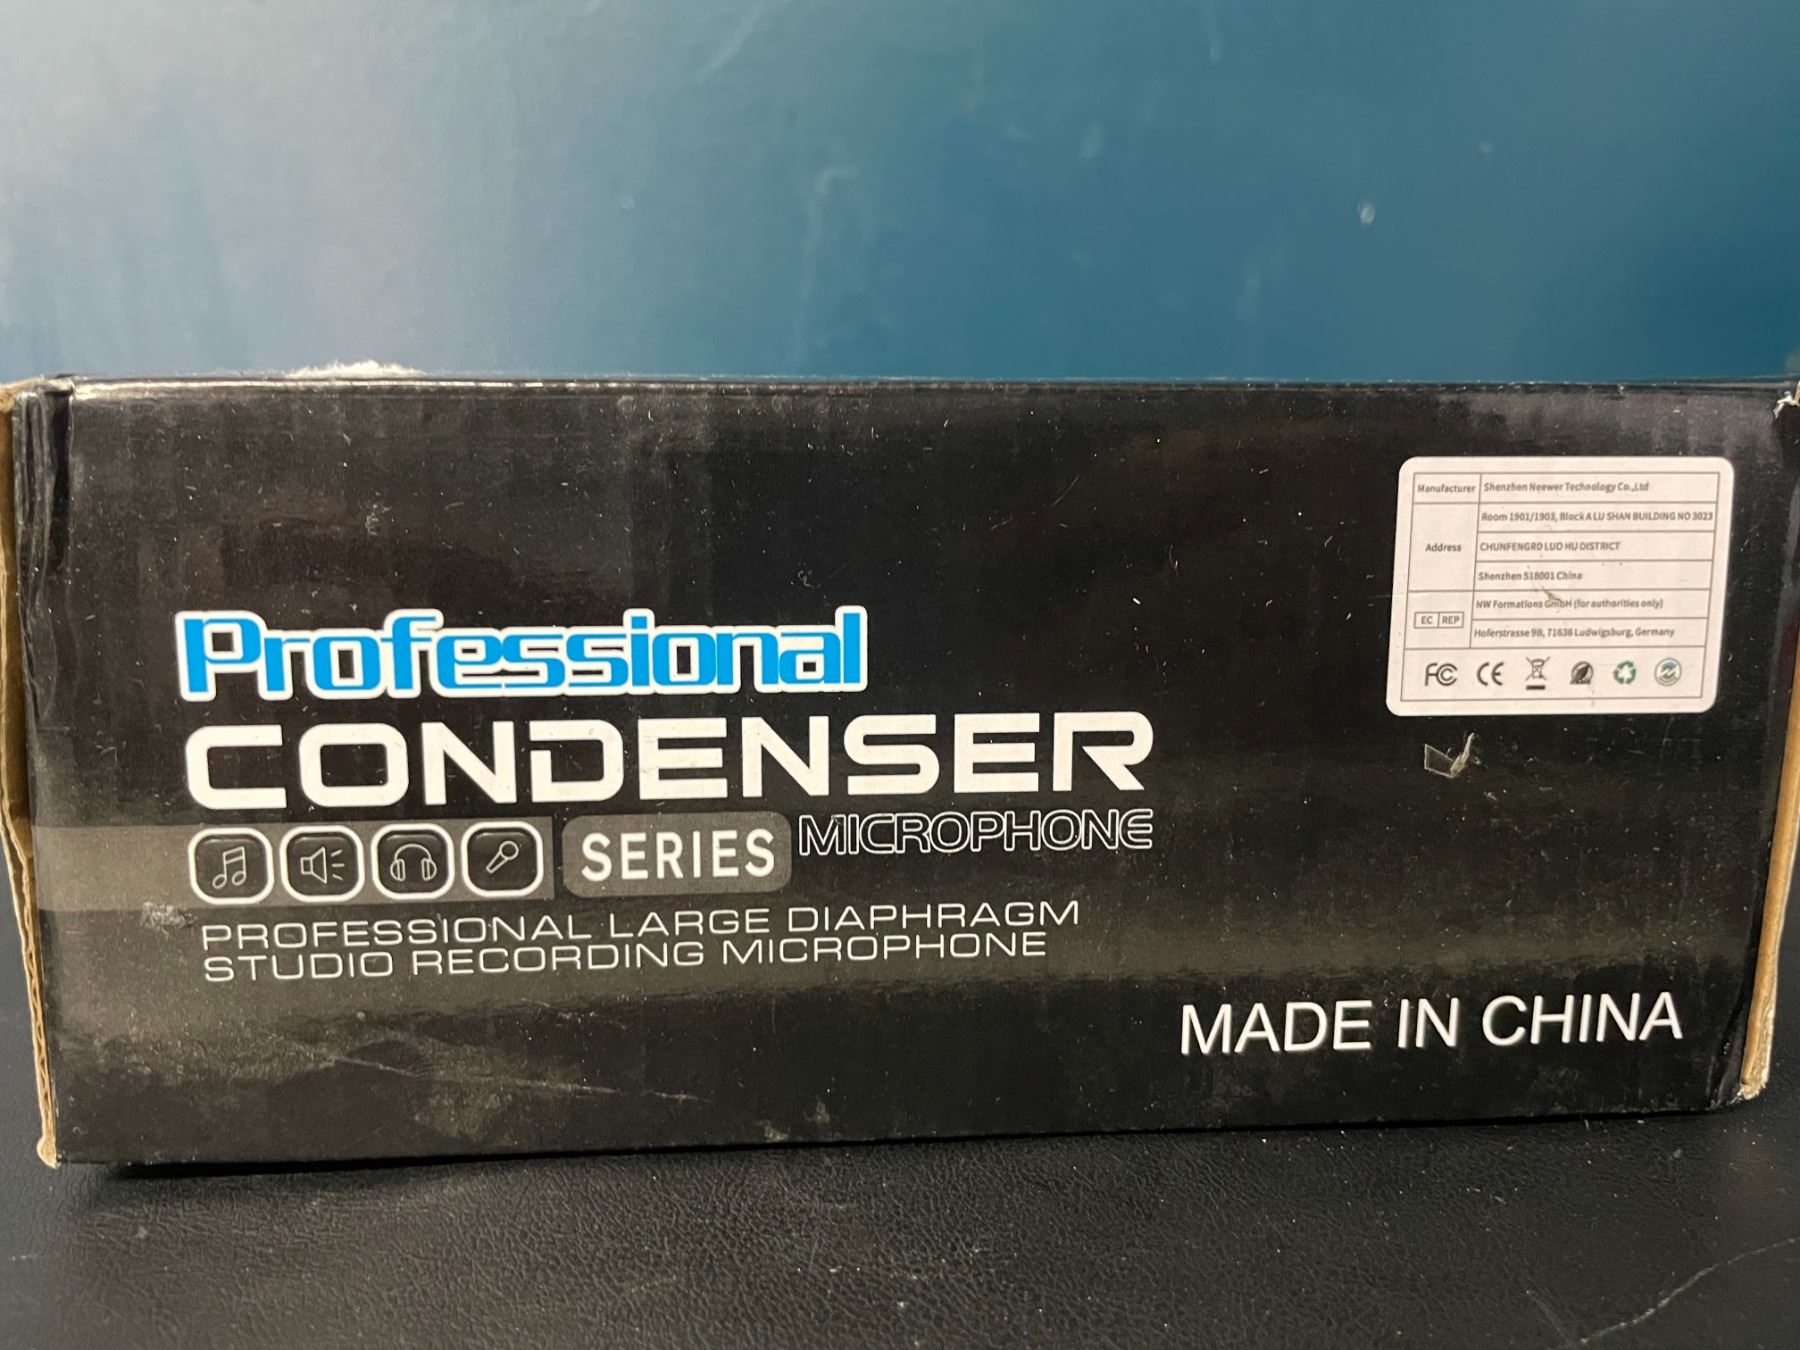 Professional
CONDENSER
SERIES MICROPHONE
PROFESSIONAL LARGE DIAPHRAGM
STUDIO RECORDING MICROPHONE
MADE IN CHINA
Manufacturer Shenzhen Neewer Technology Co.,Ltd
Address Room 1901/1903, Block A LU SHAN BUILDING NO 3023
CHUNFENGRD LUO HU DISTRICT
Shenzhen 518001 China
EC REP NW Formations GmbH (for authorities only)
Hoferstrasse 9B, 71636 Ludwigsburg, Germany
FC CE